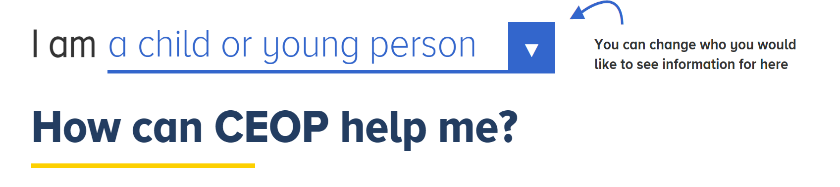 I am a child or young person
You can change who you would
like to see information for here
How can CEOP help me?